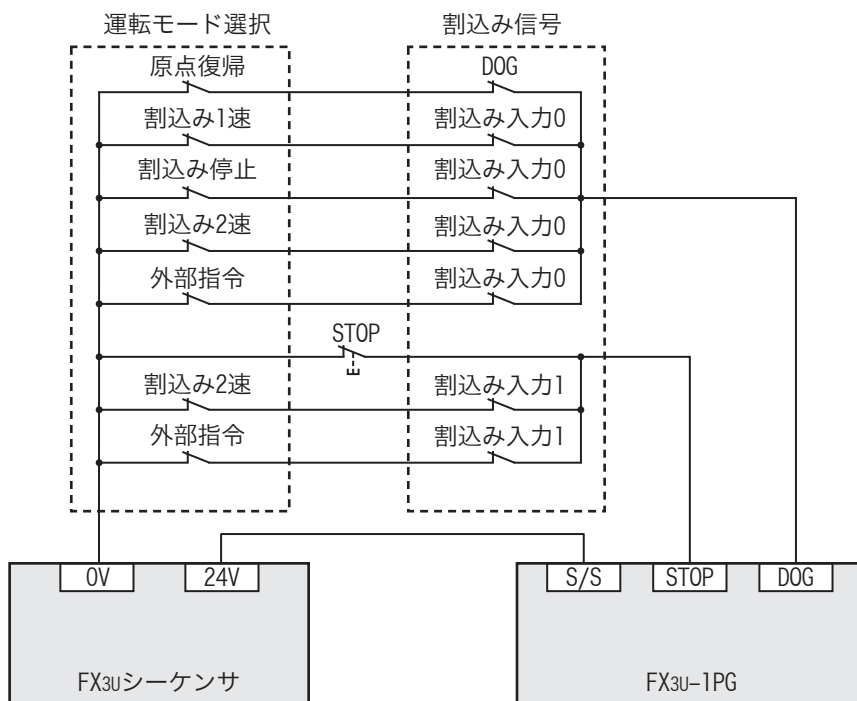 運転モード選択 割込み信号
原点復帰 DOG
割込み1速 割込み入力0
割込み停止 割込み入力0
割込み2速 割込み入力0
外部指令 割込み入力0
STOP
割込み2速 割込み入力1
外部指令 割込み入力1
0V 24V S/S STOP DOG
FX3Uシーケンサ FX3U-1PG